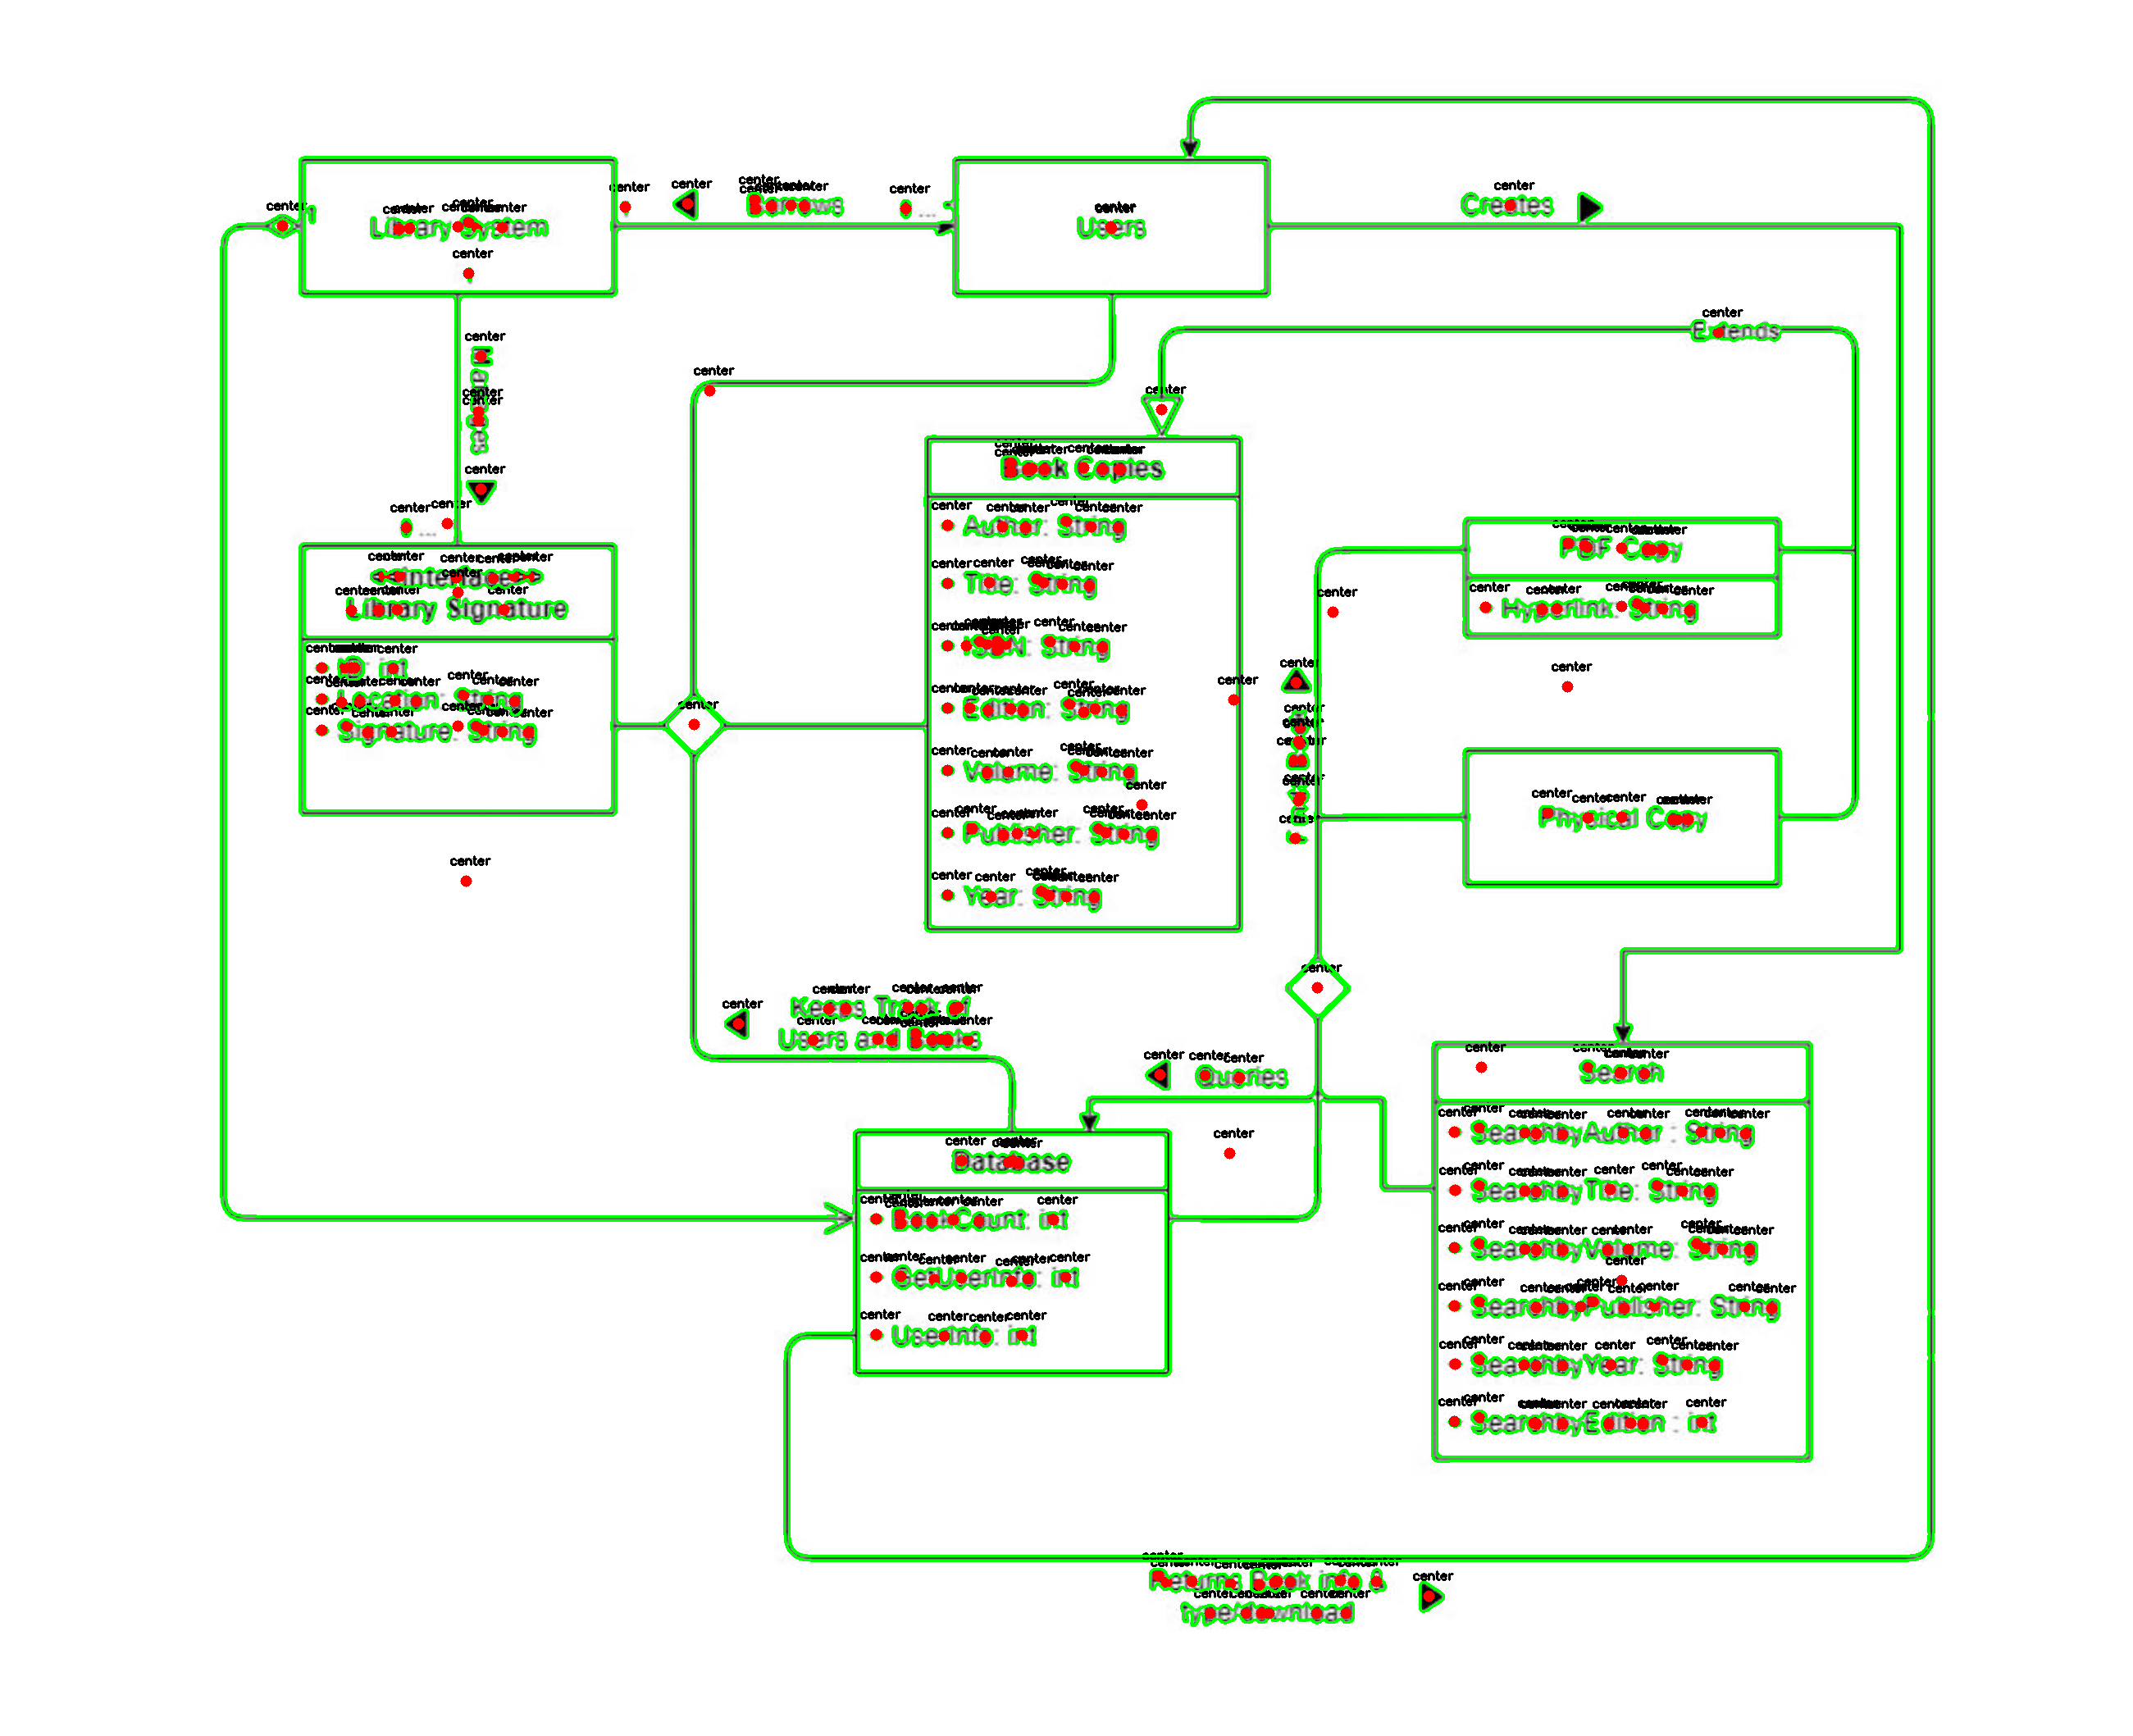 Library System
Borrows
Users
Creates
Extends
Manages
Book Copies
Author: String
Title: String
ISBN: String
Edition: String
Volume: String
Publisher: String
Year: String
<<Interface>>
Library Signature
ID: int
Location: String
Signature: String
PDF Copy
Hyperlink: String
Physical Copy
Keeps Track of
Users and Books
Queries
Search
SearchbyAuthor : String
SearchbyTitle: String
SearchbyVolume: String
SearchbyPublisher: String
SearchbyYear: String
SearchbyEdition : int
Database
BookCount: int
GetUserInfo: int
UserInfo: int
Returns Book info &
type download
center